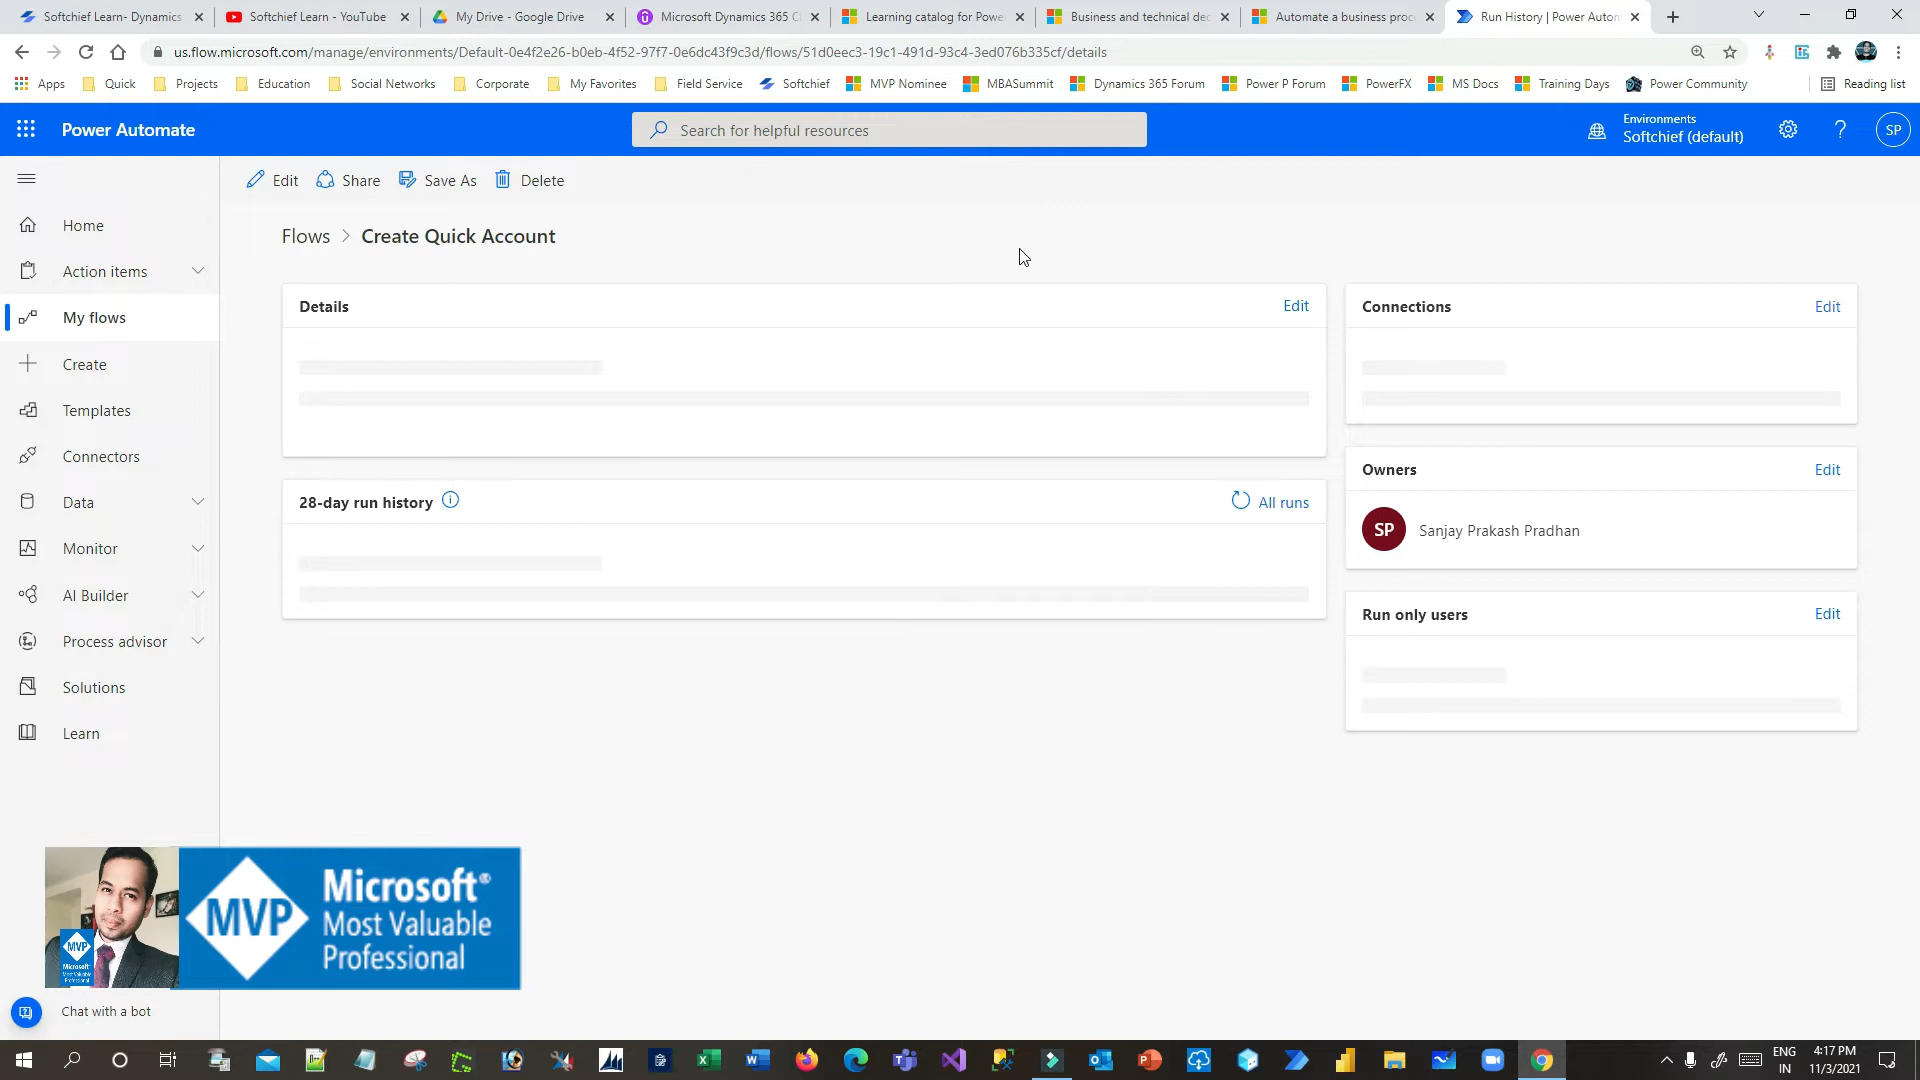 Softchief Learn- Dynamics
Softchief Learn - YouTube
My Drive - Google Drive
Microsoft Dynamics 365 C
Learning catalog for Powe
Business and technical dec
Automate a business proc
Run History | Power Autom
us.flow.microsoft.com/manage/environments/Default-0e4f2e26-b0eb-4f52-97f7-0e6dc43f9c3d/flows/51d0eec3-19c1-491d-93c4-3ed076b335cf/details
Apps
Quick
Projects
Education
Social Networks
Corporate
My Favorites
Field Service
Softchief
MVP Nominee
MBASummit
Dynamics 365 Forum
Power P Forum
PowerFX
MS Docs
Training Days
Power Community
Reading list
Power Automate
Search for helpful resources
Environments
Softchief (default)
SP
Edit
Share
Save As
Delete
Home
Action items
My flows
Create
Templates
Connectors
Data
Monitor
AI Builder
Process advisor
Solutions
Learn
Flows > Create Quick Account
Details
Edit
28-day run history
All runs
Connections
Edit
Owners
Edit
SP
Sanjay Prakash Pradhan
Run only users
Edit
MVP
Microsoft
Most Valuable
Professional
MVP
Microsoft®
Most Valuable
Professional
Chat with a bot
ENG
IN
4:17 PM
11/3/2021